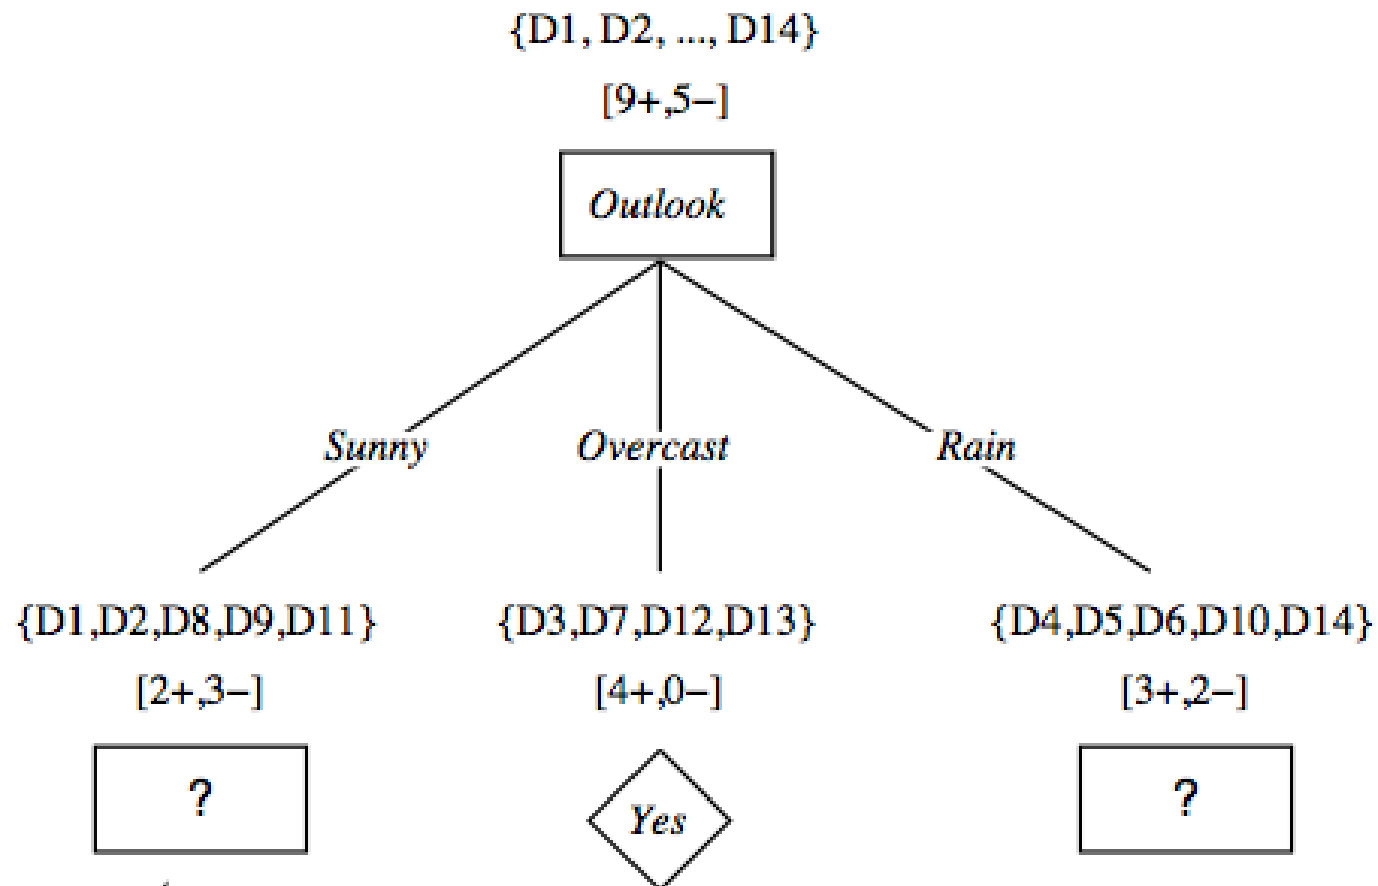 {D1, D2, ..., D14}
[9+,5−]
Outlook
Sunny Overcast Rain
{D1,D2,D8,D9,D11} {D3,D7,D12,D13} {D4,D5,D6,D10,D14}
[2+,3−] [4+,0−] [3+,2−]
? Yes ?